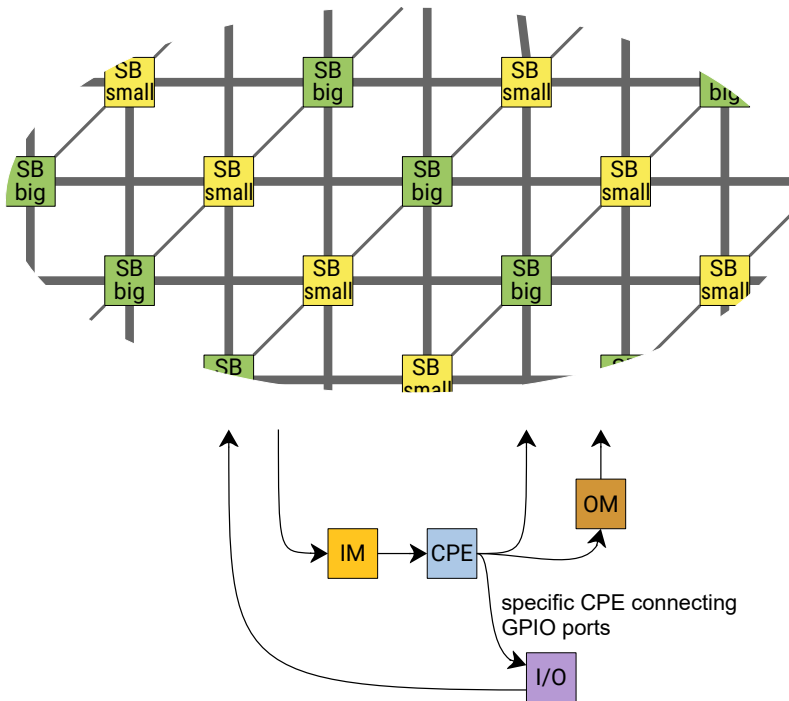 SB
small
SB
big
SB
small
big
SB
big
SB
small
SB
big
SB
small
SB
big
SB
small
SB
big
SB
small
SB
SB
small
SB
OM
IM
CPE
specific CPE connecting
GPIO ports
I/O